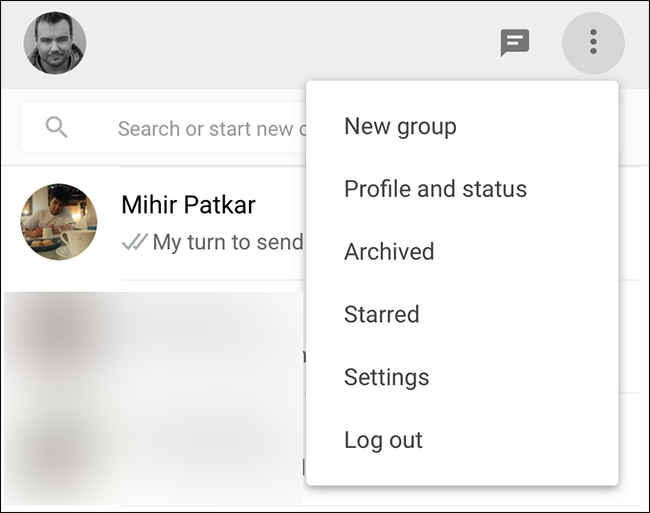 Search or start new
New group
Profile and status
Mihir Patkar
My turn to send
Archived
Starred
Settings
Log out